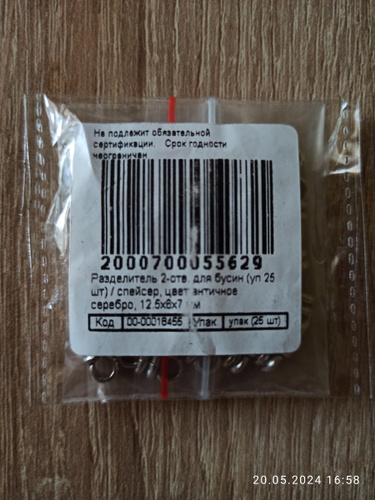 Не подлежит обязательной
сертификации. Срок годности
неограничен
2000700055629
Разделитель 2-отв. для бусин (уп 25
шт) / спейсер, цвет античное
серебро, 12.5х6х7 мм
Код 00-00016455 Упак упак (25 шт)
20.05.2024 16:58